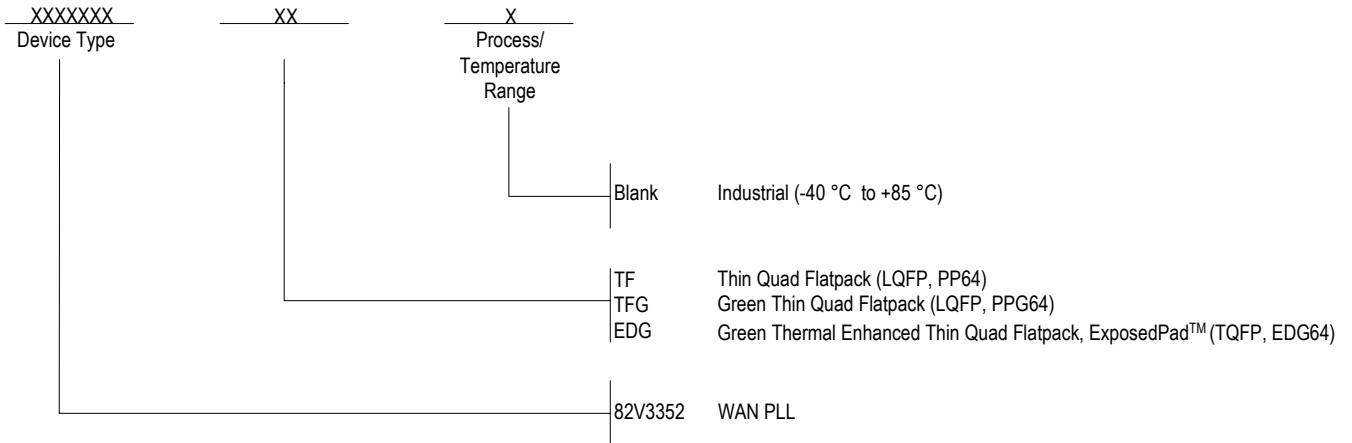 XXXXXXX XX X
Device Type Process/
Temperature
Range
Blank Industrial (-40 °C to +85 °C)
TF Thin Quad Flatpack (LQFP, PP64)
TFG Green Thin Quad Flatpack (LQFP, PPG64)
EDG Green Thermal Enhanced Thin Quad Flatpack, ExposedPad™ (TQFP, EDG64)
82V3352 WAN PLL